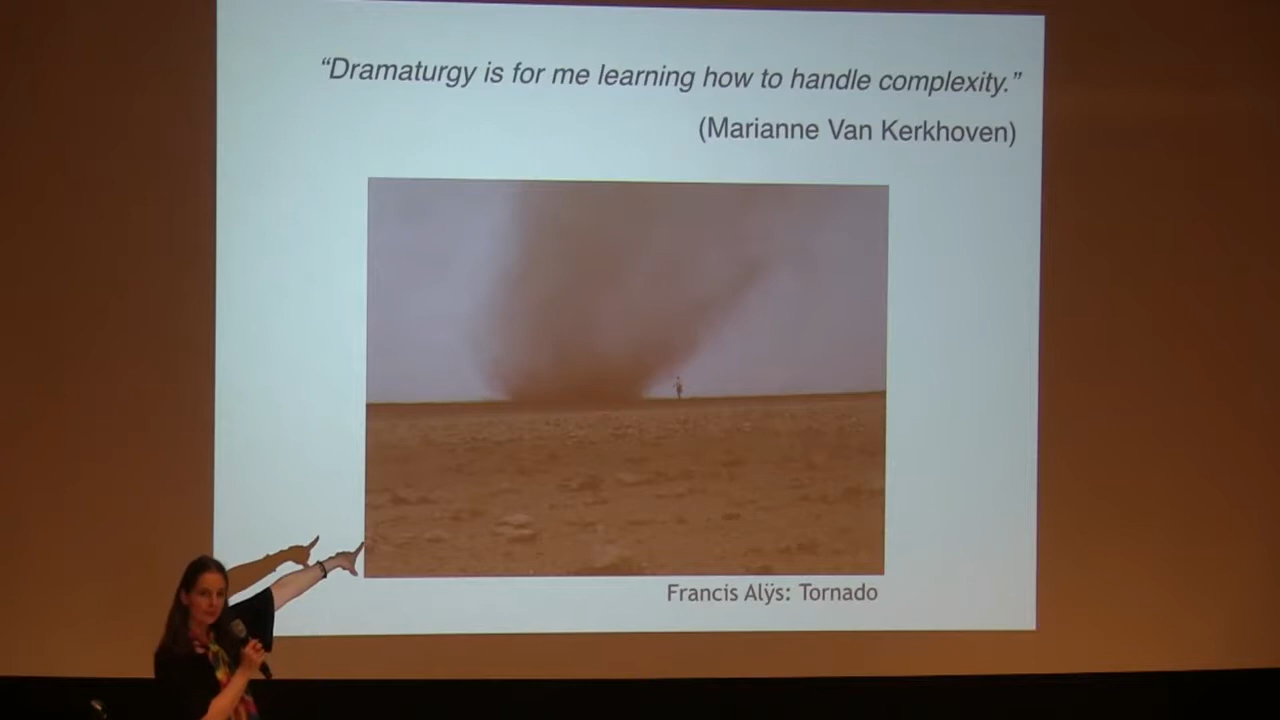 “Dramaturgy is for me learning how to handle complexity.”
(Marianne Van Kerkhoven)
Francis Alÿs: Tornado